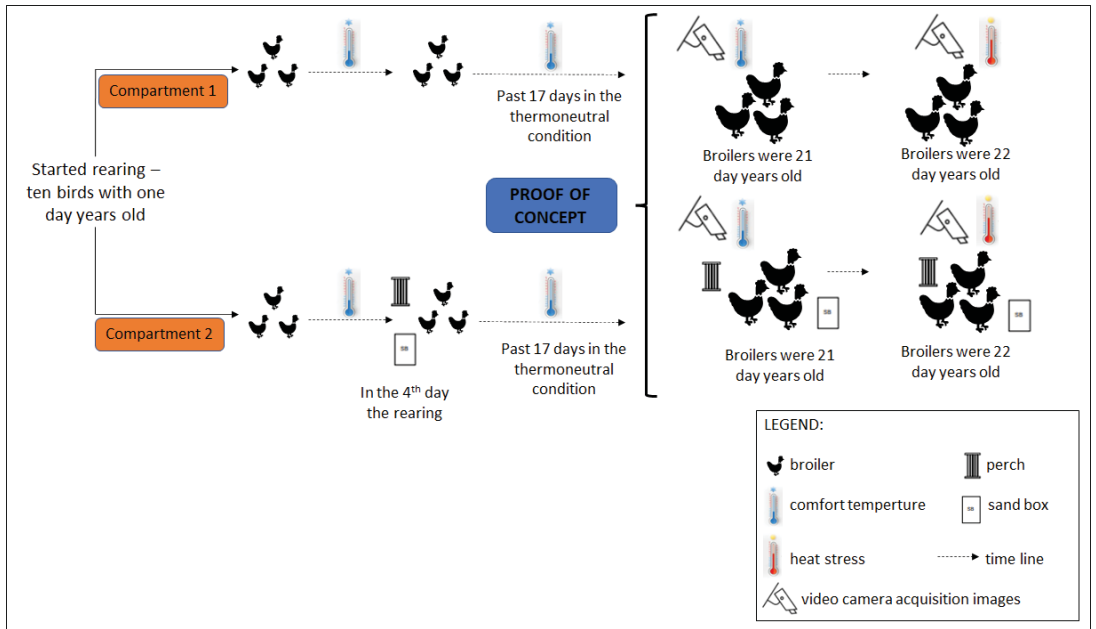 Compartment 1
Past 17 days in the
thermoneutral
condition
Broilers were 21
day years old
Broilers were 22
day years old
Started rearing –
ten birds with one
day years old
PROOF OF
CONCEPT
Compartment 2
SB
In the 4th day
the rearing
Past 17 days in the
thermoneutral
condition
SB
Broilers were 21
day years old
SB
Broilers were 22
day years old
LEGEND:
broiler
perch
comfort temperture
SB
sand box
heat stress
time line
video camera acquisition images